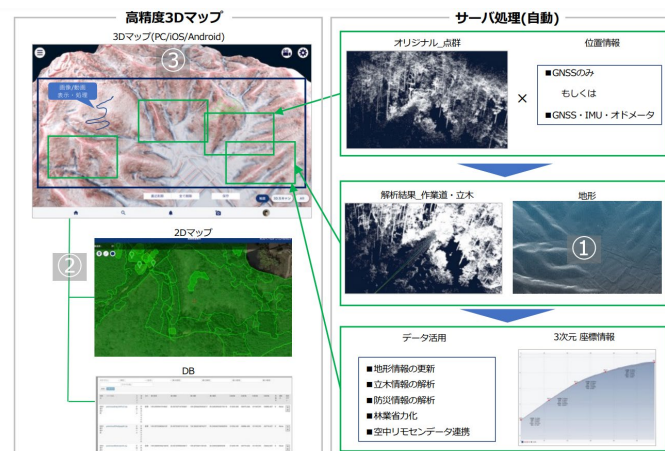 高精度3Dマップ
3Dマップ(PC/iOS/Android)
③
画像/動画
表示・処理
②
2Dマップ
DB
サーバ処理(自動)
オリジナル_点群
位置情報
×
■GNSSのみ
もしくは
■GNSS・IMU・オドメータ
解析結果_作業道・立木
地形
①
データ活用
3次元 座標情報
■地形情報の更新
■立木情報の解析
■防災情報の解析
■林業省力化
■空中リモセンデータ連携